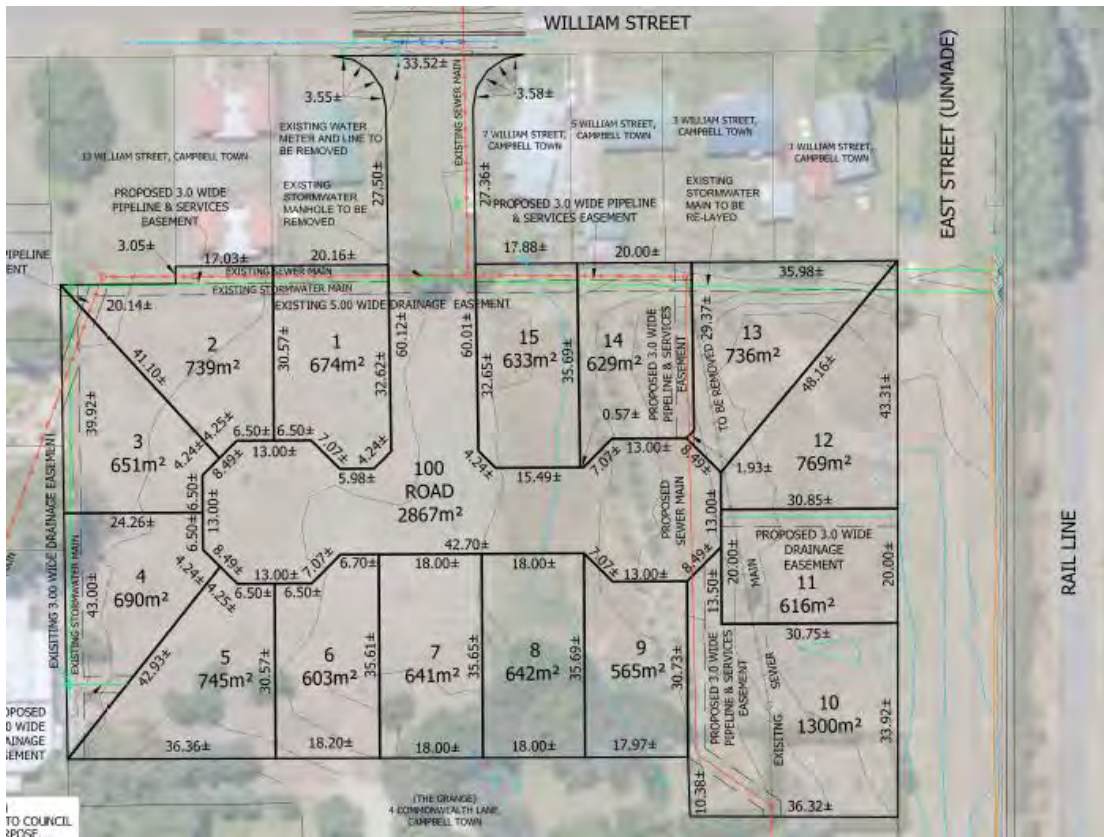 WILLIAM STREET
EAST STREET (UNMADE)
RAIL LINE
33.52±
3.55±
3.58±
EXISTING SEWER MAIN
EXISTING WATER
METER AND LINE TO
BE REMOVED
7 WILLIAM STREET,
CAMPBELL TOWN
5 WILLIAM STREET,
CAMPBELL TOWN
3 WILLIAM STREET,
CAMPBELL TOWN
1 WILLIAM STREET,
CAMPBELL TOWN
13 WILLIAM STREET, CAMPBELL TOWN
PROPOSED 3.0 WIDE
PIPELINE & SERVICES
EASEMENT
EXISTING
STORMWATER
MANHOLE TO BE
REMOVED
27.50±
27.36±
PROPOSED 3.0 WIDE PIPELINE
& SERVICES EASEMENT
EXISTING
STORMWATER
MAIN TO BE
RE-LAYED
PIPELINE
ENT
3.05±
17.03±
20.16±
17.88±
20.00±
35.98±
EXISTING SEWER MAIN
EXISTING STORMWATER MAIN
EXISTING 5.00 WIDE DRAINAGE EASEMENT
20.14±
41.10±
2
739m²
30.57±
1
674m²
32.62±
60.12±
60.01±
32.65±
15
633m²
35.69±
14
629m²
PROPOSED 3.0 WIDE
PIPELINE & SERVICES
EASEMENT
TO BE REMOVED
29.37±
13
736m²
48.16±
43.31±
39.92±
3
651m²
24.26±
4.24±
4.25±
6.50±
6.50±
8.49±
13.00±
7.07±
4.24±
5.98±
4.24±
15.49±
0.57±
7.07±
13.00±
8.49±
1.93±
12
769m²
30.85±
6.50±
6.50±
13.00±
100
ROAD
2867m²
PROPOSED
SEWER MAIN
13.00±
20.00±
PROPOSED 3.0 WIDE
DRAINAGE
EASEMENT
11
616m²
20.00±
30.75±
MAIN
EXISITING 3.00 WIDE DRAINAGE EASEMENT
EXISTING STORMWATER MAIN
43.00±
4
690m²
4.24±
4.25±
8.49±
6.50±
13.00±
6.50±
7.07±
6.70±
42.70±
18.00±
18.00±
7.07±
13.00±
8.49±
13.50±
42.93±
5
745m²
30.57±
6
603m²
35.61±
7
641m²
35.65±
8
642m²
35.69±
9
565m²
30.73±
PROPOSED 3.0 WIDE
PIPELINE & SERVICES
EASEMENT
SEWER
EXISITING
10
1300m²
33.92±
36.36±
18.20±
18.00±
18.00±
17.97±
10.38±
36.32±
OPOSED
0 WIDE
AINAGE
SEMENT
(THE GRANGE)
4 COMMONWEALTH LANE,
CAMPBELL TOWN
TO COUNCIL